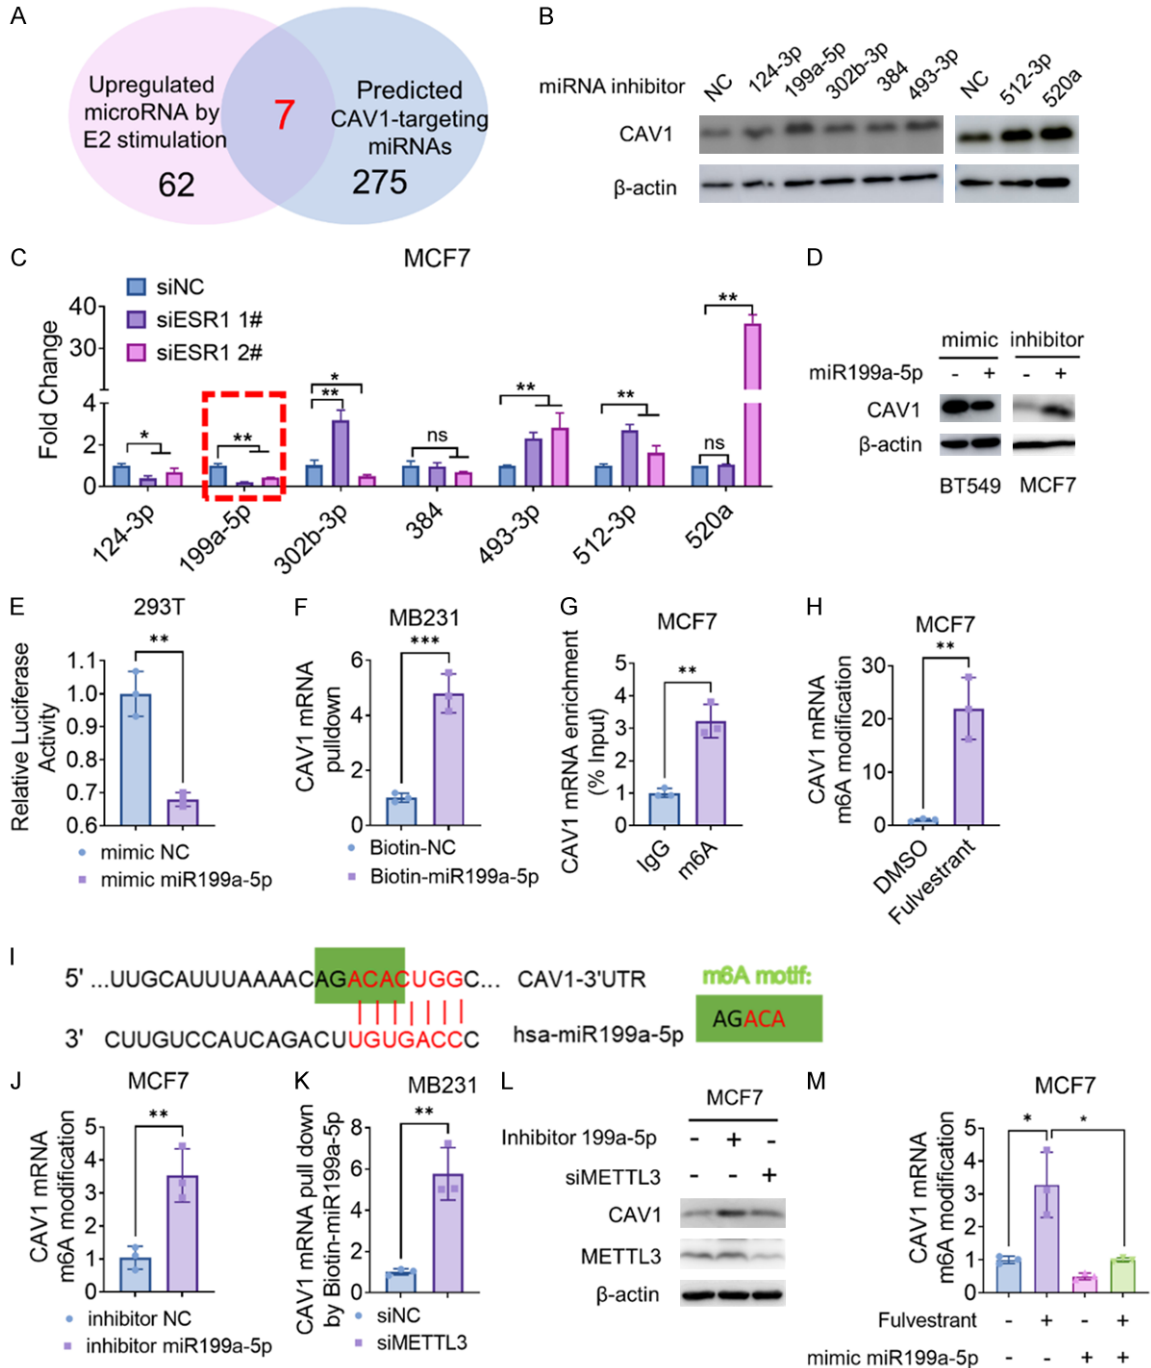 A
Upregulated
microRNA by
E2 stimulation
62
7
Predicted
CAV1-targeting
miRNAs
275
B
miRNA inhibitor
NC
124-3p
199a-5p
302b-3p
384
493-3p
NC
512-3p
520a
CAV1
β-actin
C
MCF7
siNC
siESR1 1#
siESR1 2#
Fold Change
40
30
4
2
0
*
**
*
**
ns
**
**
ns
**
124-3p
199a-5p
302b-3p
384
493-3p
512-3p
520a
D
mimic inhibitor
miR199a-5p - + - +
CAV1
β-actin
BT549 MCF7
E
293T
Relative Luciferase
Activity
**
1.1
1.0
0.9
0.8
0.7
0.6
mimic NC
mimic miR199a-5p
F
MB231
CAV1 mRNA
pulldown
***
6
4
2
0
Biotin-NC
Biotin-miR199a-5p
G
MCF7
CAV1 mRNA enrichment
(% Input)
**
5
4
3
2
1
0
IgG
m6A
H
MCF7
CAV1 mRNA
m6A modification
**
30
20
10
0
DMSO
Fulvestrant
I
5' ...UUGCAUUUAAAACAGACACUGGC... CAV1-3'UTR
3' CUUGUCCAUCAGACUUGUGACCC hsa-miR199a-5p
m6A motif:
AGACA
J
MCF7
CAV1 mRNA
m6A modification
**
5
4
3
2
1
0
inhibitor NC
inhibitor miR199a-5p
K
MB231
CAV1 mRNA pull down
by Biotin-miR199a-5p
**
8
6
4
2
0
siNC
siMETTL3
L
MCF7
Inhibitor 199a-5p - + -
siMETTL3 - - +
CAV1
METTL3
β-actin
M
MCF7
CAV1 mRNA
m6A modification
*
*
5
4
3
2
1
0
Fulvestrant - + - +
mimic miR199a-5p - - + +